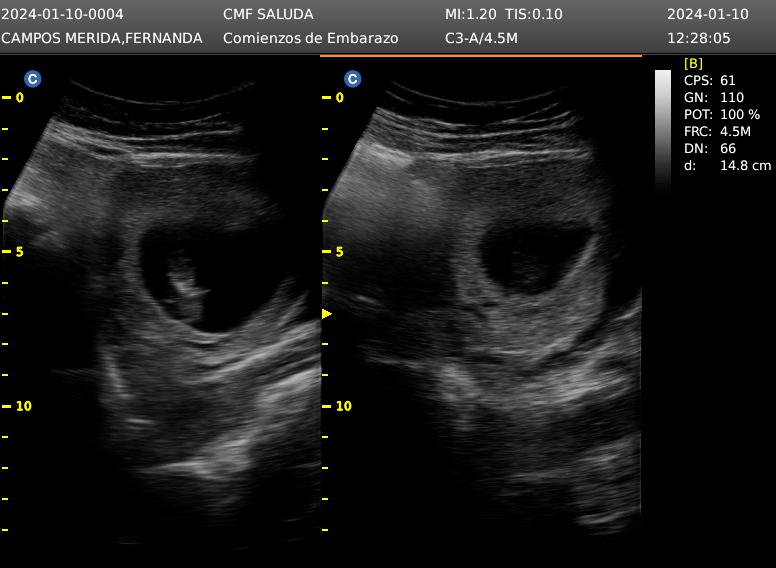 2024-01-10-0004 CMF SALUDA MI:1.20 TIS:0.10 2024-01-10
CAMPOS MERIDA,FERNANDA Comienzos de Embarazo C3-A/4.5M 12:28:05
C C
[B]
CPS: 61
GN: 110
POT: 100 %
FRC: 4.5M
DN: 66
d: 14.8 cm
0 0
5 5
10 10